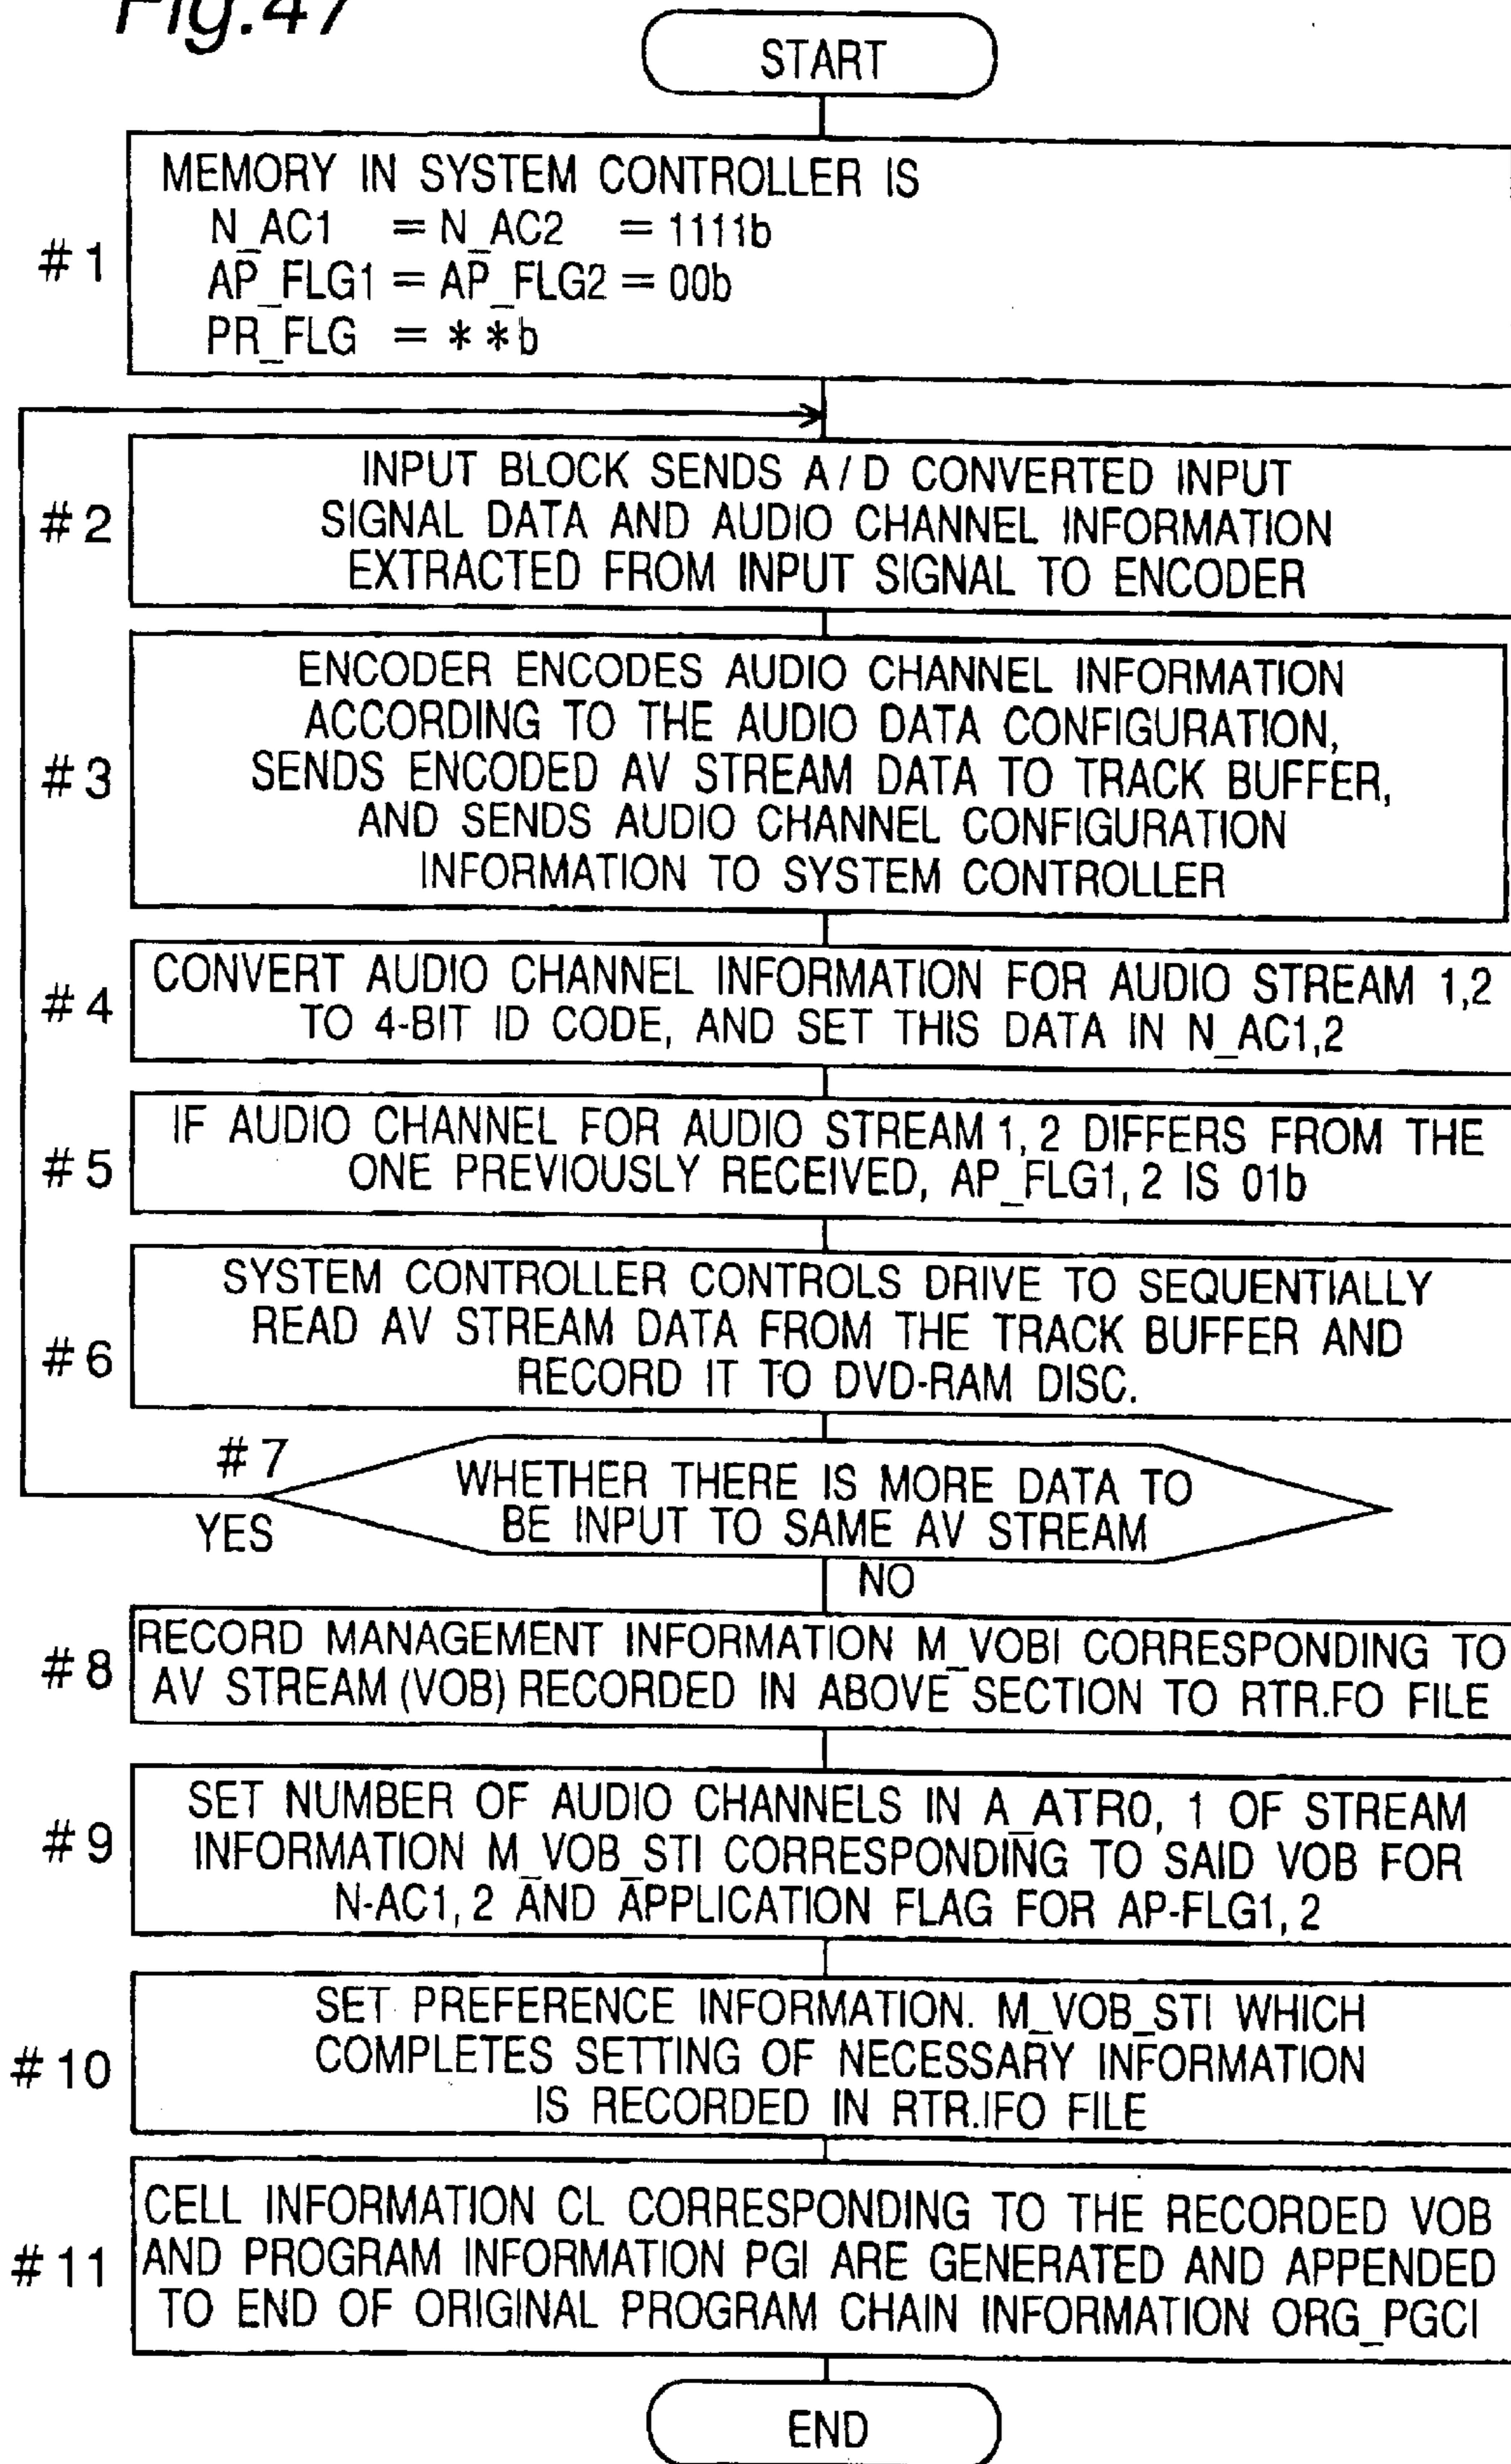 Fig.47
START
#1
MEMORY IN SYSTEM CONTROLLER IS
N_AC1 = N_AC2 = 1111b
AP_FLG1 = AP_FLG2 = 00b
PR_FLG = **b
#2
INPUT BLOCK SENDS A/D CONVERTED INPUT
SIGNAL DATA AND AUDIO CHANNEL INFORMATION
EXTRACTED FROM INPUT SIGNAL TO ENCODER
#3
ENCODER ENCODES AUDIO CHANNEL INFORMATION
ACCORDING TO THE AUDIO DATA CONFIGURATION,
SENDS ENCODED AV STREAM DATA TO TRACK BUFFER,
AND SENDS AUDIO CHANNEL CONFIGURATION
INFORMATION TO SYSTEM CONTROLLER
#4
CONVERT AUDIO CHANNEL INFORMATION FOR AUDIO STREAM 1,2
TO 4-BIT ID CODE, AND SET THIS DATA IN N_AC1,2
#5
IF AUDIO CHANNEL FOR AUDIO STREAM 1, 2 DIFFERS FROM THE
ONE PREVIOUSLY RECEIVED, AP_FLG1, 2 IS 01b
#6
SYSTEM CONTROLLER CONTROLS DRIVE TO SEQUENTIALLY
READ AV STREAM DATA FROM THE TRACK BUFFER AND
RECORD IT TO DVD-RAM DISC.
#7
WHETHER THERE IS MORE DATA TO
BE INPUT TO SAME AV STREAM
YES
NO
#8
RECORD MANAGEMENT INFORMATION M_VOBI CORRESPONDING TO
AV STREAM (VOB) RECORDED IN ABOVE SECTION TO RTR.FO FILE
#9
SET NUMBER OF AUDIO CHANNELS IN A_ATR0, 1 OF STREAM
INFORMATION M_VOB_STI CORRESPONDING TO SAID VOB FOR
N-AC1, 2 AND APPLICATION FLAG FOR AP-FLG1, 2
#10
SET PREFERENCE INFORMATION. M_VOB_STI WHICH
COMPLETES SETTING OF NECESSARY INFORMATION
IS RECORDED IN RTR.IFO FILE
#11
CELL INFORMATION CL CORRESPONDING TO THE RECORDED VOB
AND PROGRAM INFORMATION PGI ARE GENERATED AND APPENDED
TO END OF ORIGINAL PROGRAM CHAIN INFORMATION ORG_PGCI
END